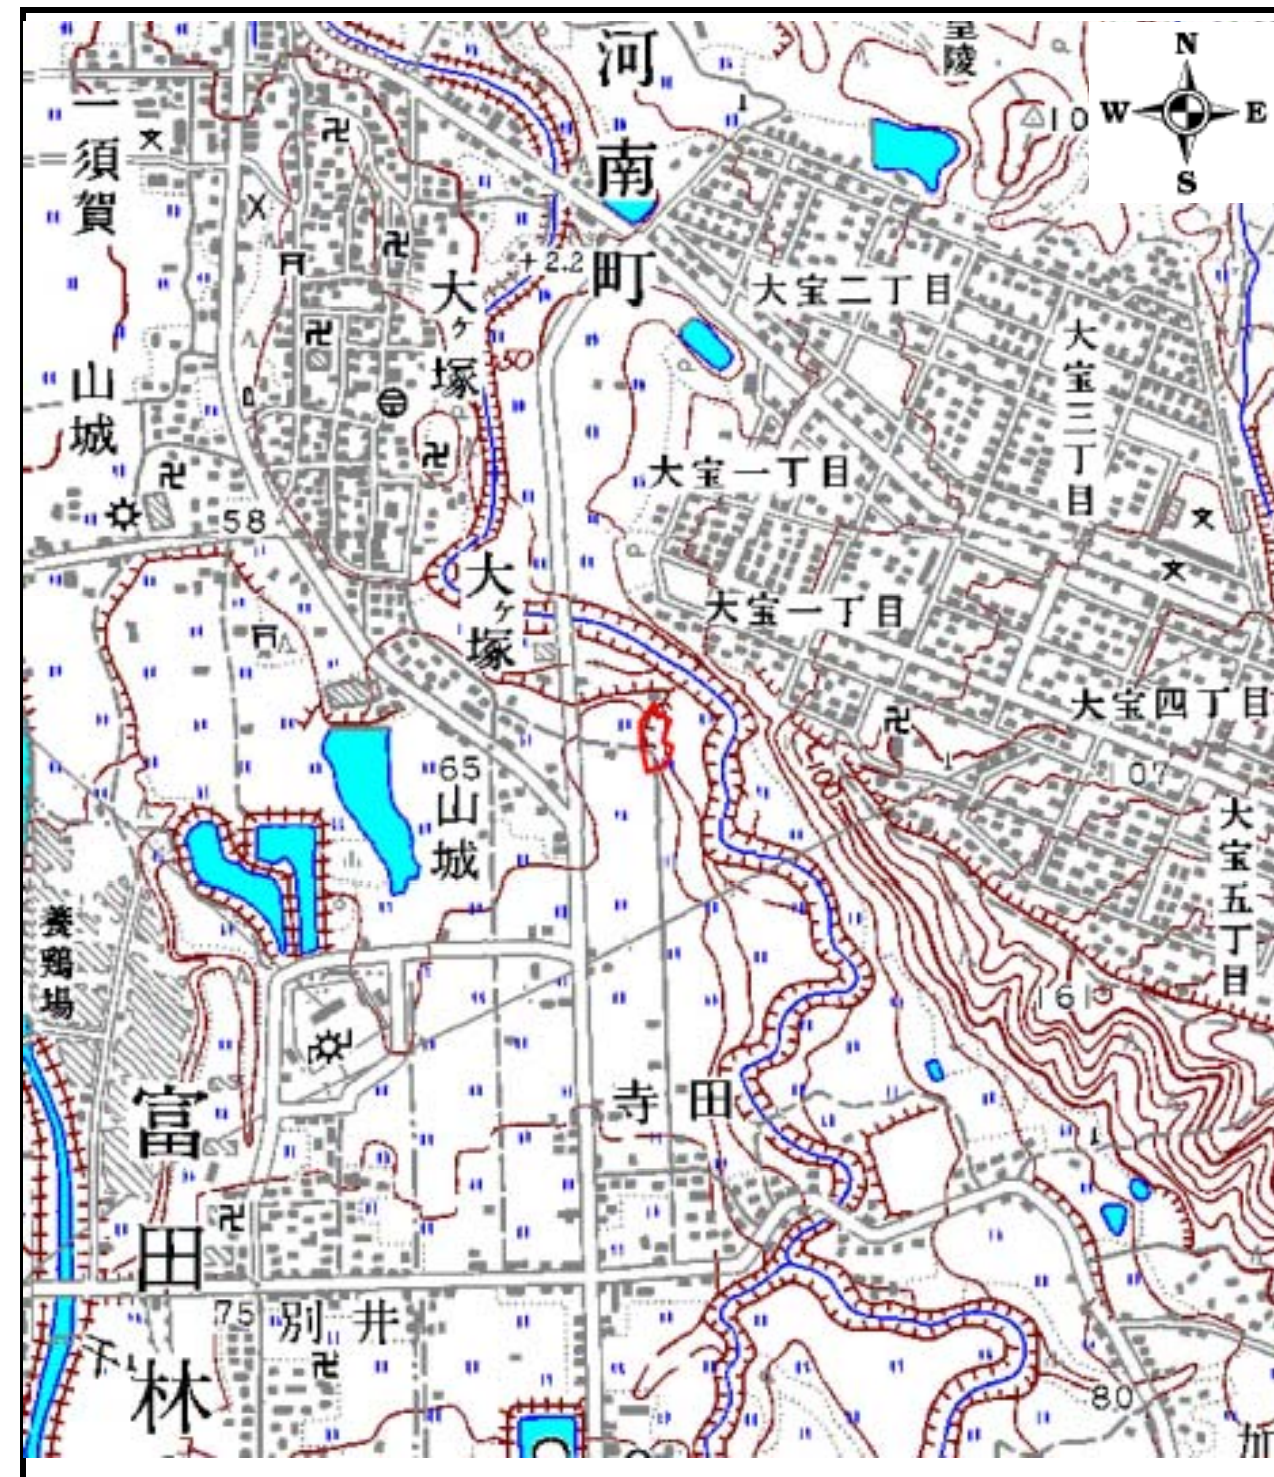 河南町
皇陵
N
W
E
S
10
一須賀
大ヶ塚
+2.2
50
大宝二丁目
大宝三丁目
山城
大宝一丁目
58
大ヶ塚
大宝一丁目
大宝四丁目
65
山城
100
107
大宝五丁目
養鶏場
161
寺田
富田林
75
別井
80
加